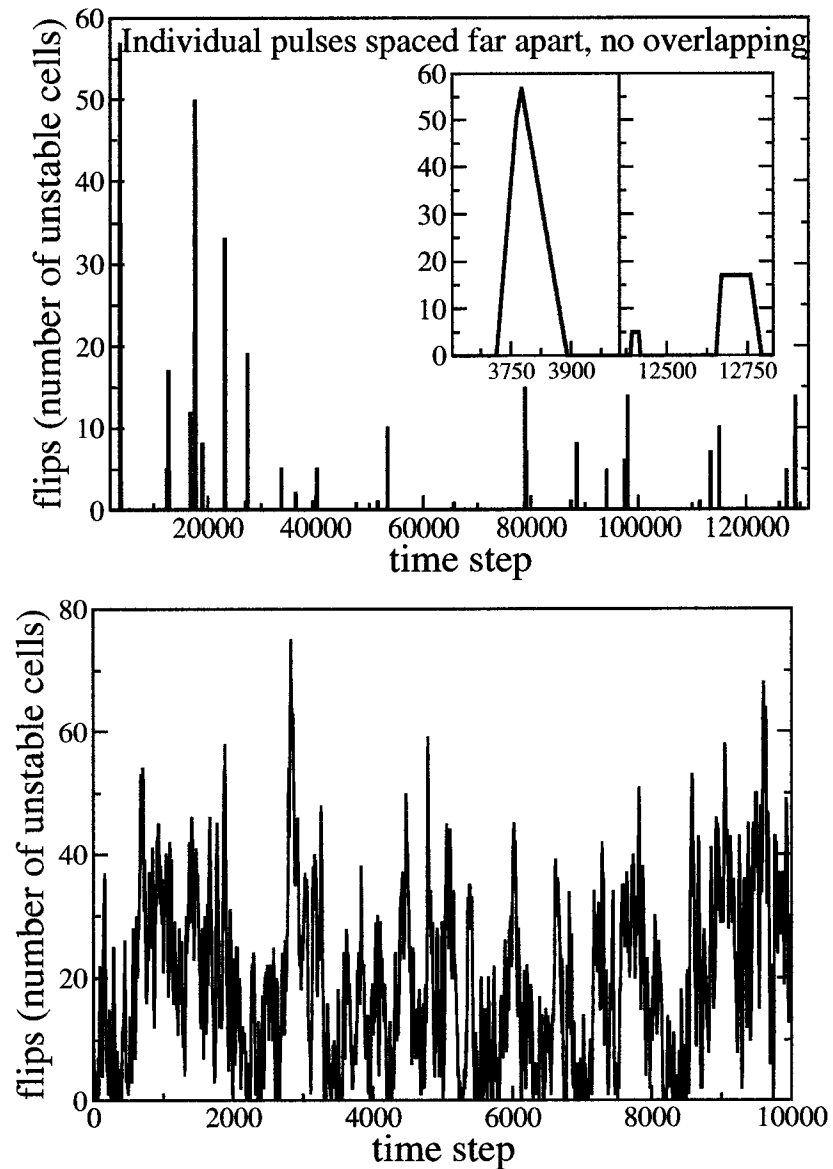 Individual pulses spaced far apart, no overlapping
flips (number of unstable cells)
60
50
40
30
20
10
0
60
50
40
30
20
10
0
3750 3900 12500 12750
20000 40000 60000 80000 100000 120000
time step
flips (number of unstable cells)
80
60
40
20
0
0 2000 4000 6000 8000 10000
time step